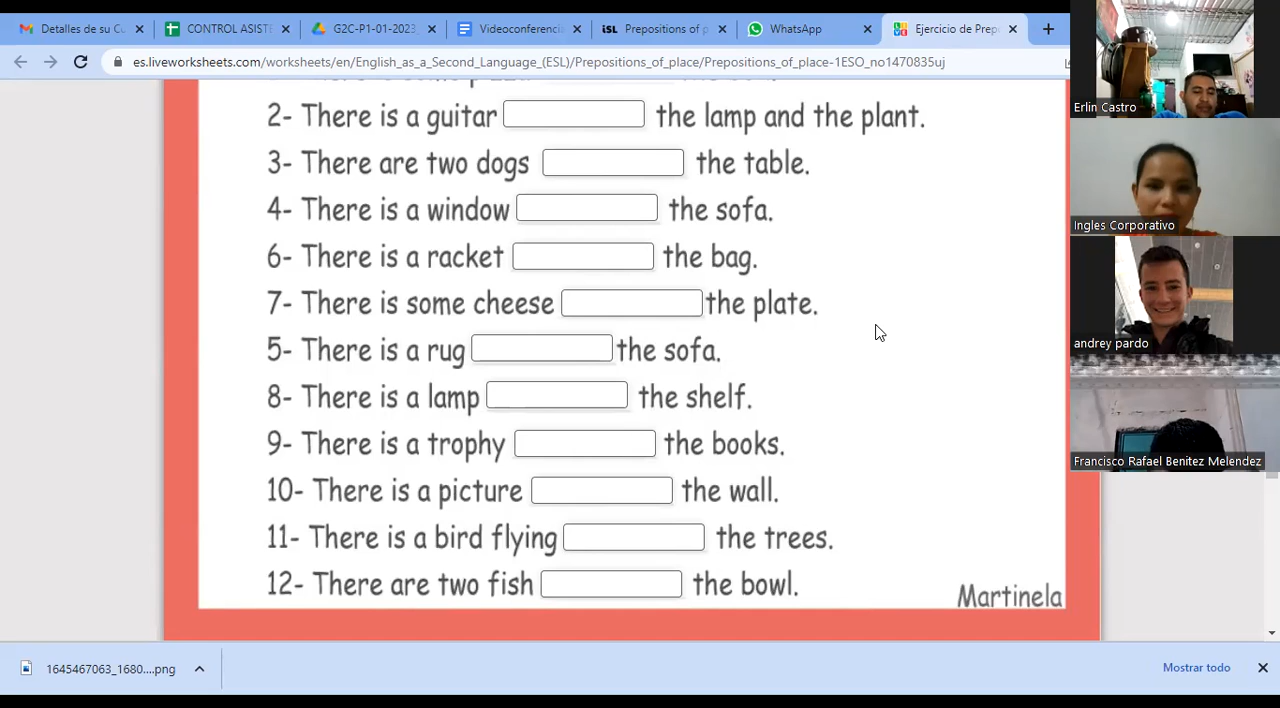 Detalles de su Cu
CONTROL ASISTE
G2C-P1-01-2023
Videoconferenci
iSL Prepositions of p
WhatsApp
Ejercicio de Prep
es.liveworksheets.com/worksheets/en/English_as_a_Second_Language_(ESL)/Prepositions_of_place/Prepositions_of_place-1ESO_no1470835uj
2- There is a guitar the lamp and the plant.
3- There are two dogs the table.
4- There is a window the sofa.
6- There is a racket the bag.
7- There is some cheese the plate.
5- There is a rug the sofa.
8- There is a lamp the shelf.
9- There is a trophy the books.
10- There is a picture the wall.
11- There is a bird flying the trees.
12- There are two fish the bowl.
Martinela
Erlin Castro
Ingles Corporativo
andrey pardo
Francisco Rafael Benitez Melendez
1645467063_1680....png
Mostrar todo